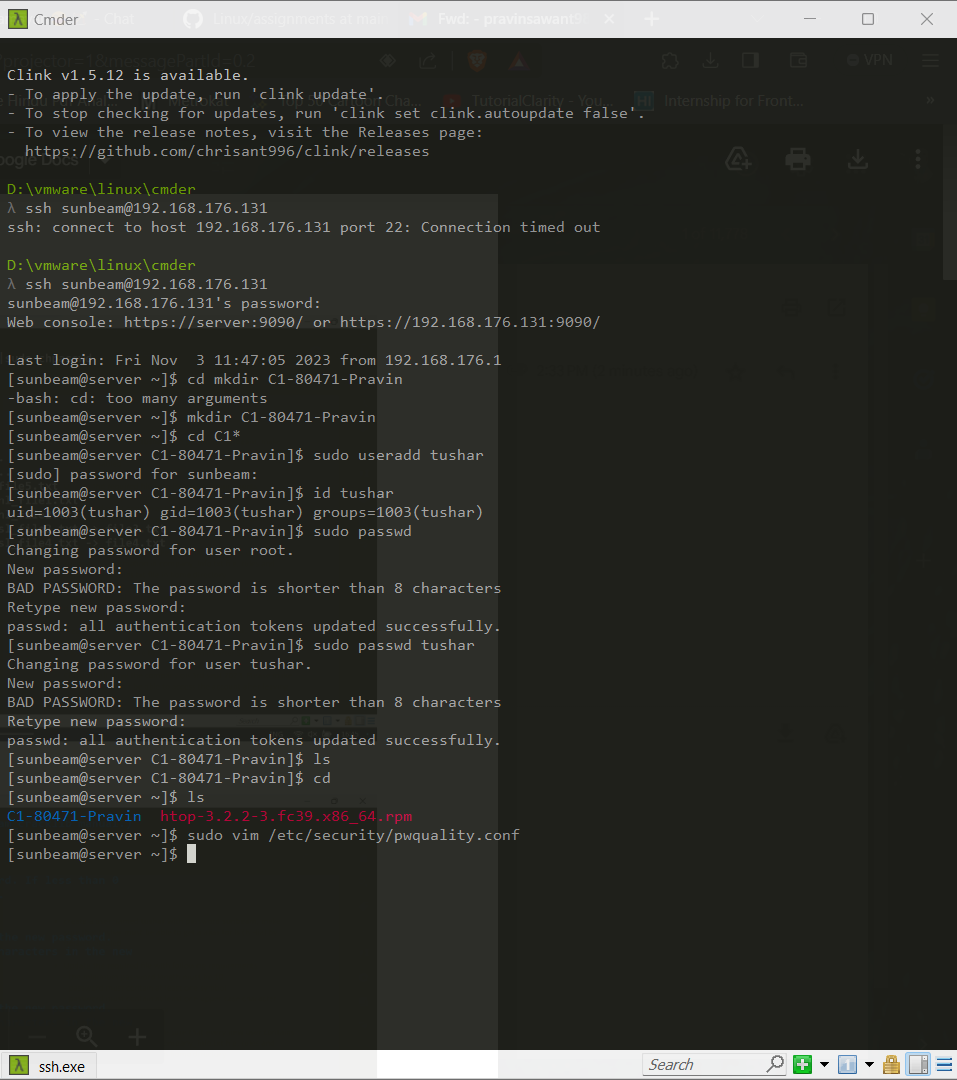 Cmder
Chat
Linux/assignments at main
Fwd: - pravinsawant
Clink v1.5.12 is available.
- To apply the update, run 'clink update'.
- To stop checking for updates, run 'clink set clink.autoupdate false'.
- To view the release notes, visit the Releases page:
https://github.com/chrisant996/clink/releases
VPN
TutorialClarity - You...
Internship for Front...
D:\vmware\linux\cmder
λ ssh sunbeam@192.168.176.131
ssh: connect to host 192.168.176.131 port 22: Connection timed out
D:\vmware\linux\cmder
λ ssh sunbeam@192.168.176.131
sunbeam@192.168.176.131's password:
Web console: https://server:9090/ or https://192.168.176.131:9090/
Last login: Fri Nov  3 11:47:05 2023 from 192.168.176.1
[sunbeam@server ~]$ cd mkdir C1-80471-Pravin
-bash: cd: too many arguments
[sunbeam@server ~]$ mkdir C1-80471-Pravin
[sunbeam@server ~]$ cd C1*
[sunbeam@server C1-80471-Pravin]$ sudo useradd tushar
[sudo] password for sunbeam:
[sunbeam@server C1-80471-Pravin]$ id tushar
uid=1003(tushar) gid=1003(tushar) groups=1003(tushar)
[sunbeam@server C1-80471-Pravin]$ sudo passwd
Changing password for user root.
New password:
BAD PASSWORD: The password is shorter than 8 characters
Retype new password:
passwd: all authentication tokens updated successfully.
[sunbeam@server C1-80471-Pravin]$ sudo passwd tushar
Changing password for user tushar.
New password:
BAD PASSWORD: The password is shorter than 8 characters
Retype new password:
passwd: all authentication tokens updated successfully.
[sunbeam@server C1-80471-Pravin]$ ls
[sunbeam@server C1-80471-Pravin]$ cd
[sunbeam@server ~]$ ls
C1-80471-Pravin  htop-3.2.2-3.fc39.x86_64.rpm
[sunbeam@server ~]$ sudo vim /etc/security/pwquality.conf
[sunbeam@server ~]$
ssh.exe
Search